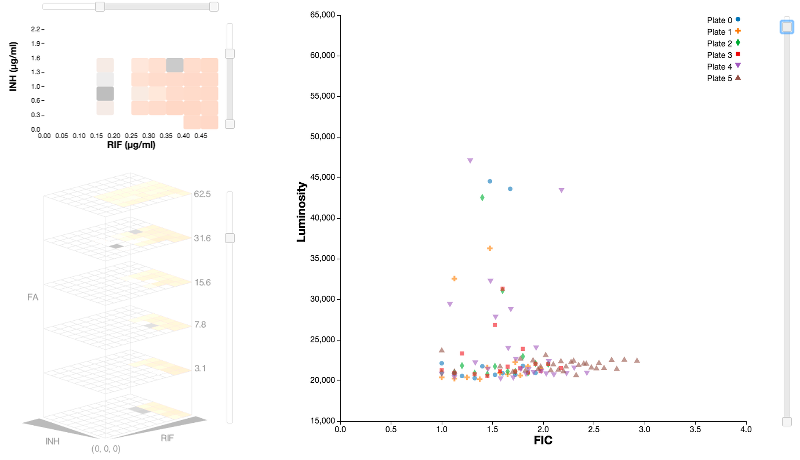 INH (µg/ml)
2.2
1.9
1.6
1.3
1.0
0.6
0.3
0.0
0.00 0.05 0.10 0.15 0.20 0.25 0.30 0.35 0.40 0.45
RIF (µg/ml)
62.5
31.6
15.6
7.8
3.1
FA
INH
RIF
(0, 0, 0)
Luminosity
65,000
60,000
55,000
50,000
45,000
40,000
35,000
30,000
25,000
20,000
15,000
0.0 0.5 1.0 1.5 2.0 2.5 3.0 3.5 4.0
FIC
Plate 0
Plate 1
Plate 2
Plate 3
Plate 4
Plate 5